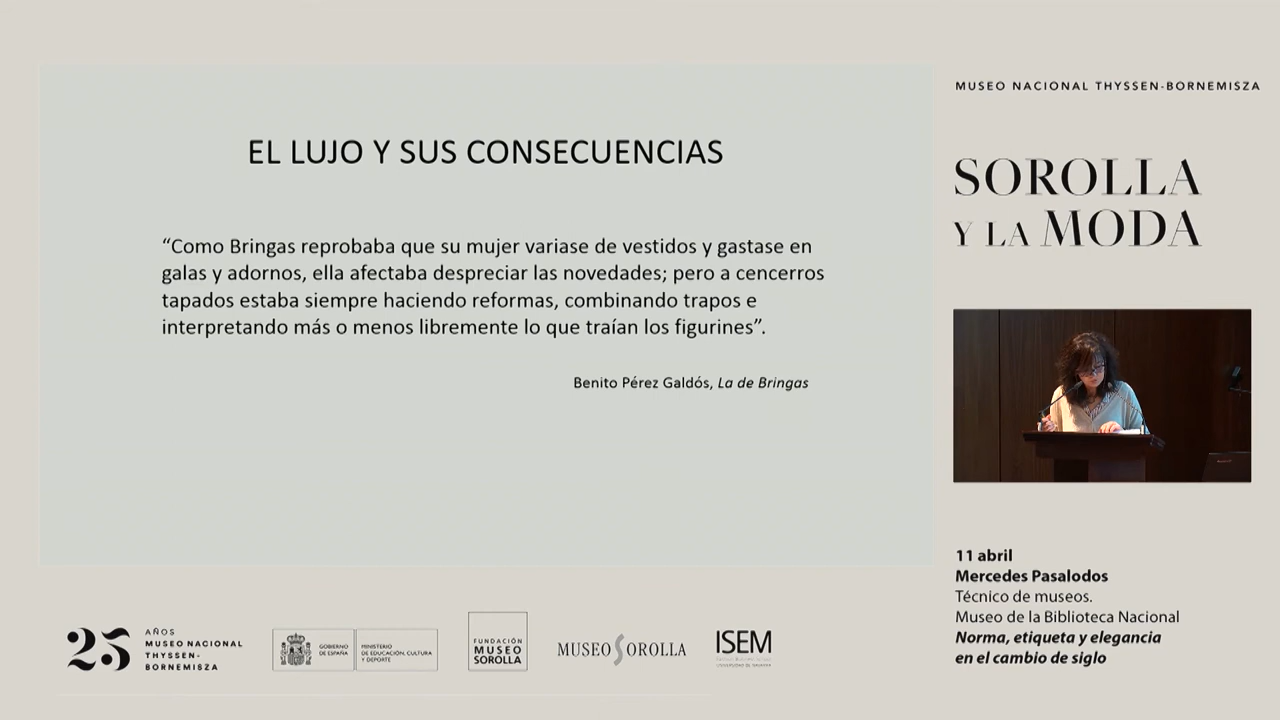 EL LUJO Y SUS CONSECUENCIAS
“Como Bringas reprobaba que su mujer variase de vestidos y gastase en
galas y adornos, ella afectaba despreciar las novedades; pero a cencerros
tapados estaba siempre haciendo reformas, combinando trapos e
interpretando más o menos libremente lo que traían los figurines”.
Benito Pérez Galdós, La de Bringas
MUSEO NACIONAL THYSSEN-BORNEMISZA
SOROLLA
Y LA MODA
11 abril
Mercedes Pasalodos
Técnico de museos.
Museo de la Biblioteca Nacional
Norma, etiqueta y elegancia
en el cambio de siglo
25
AÑOS
MUSEO NACIONAL
THYSSEN-
BORNEMISZA
GOBIERNO
DE ESPAÑA
MINISTERIO
DE EDUCACIÓN, CULTURA
Y DEPORTE
FUNDACIÓN
MUSEO
SOROLLA
MUSEO SOROLLA
ISEM